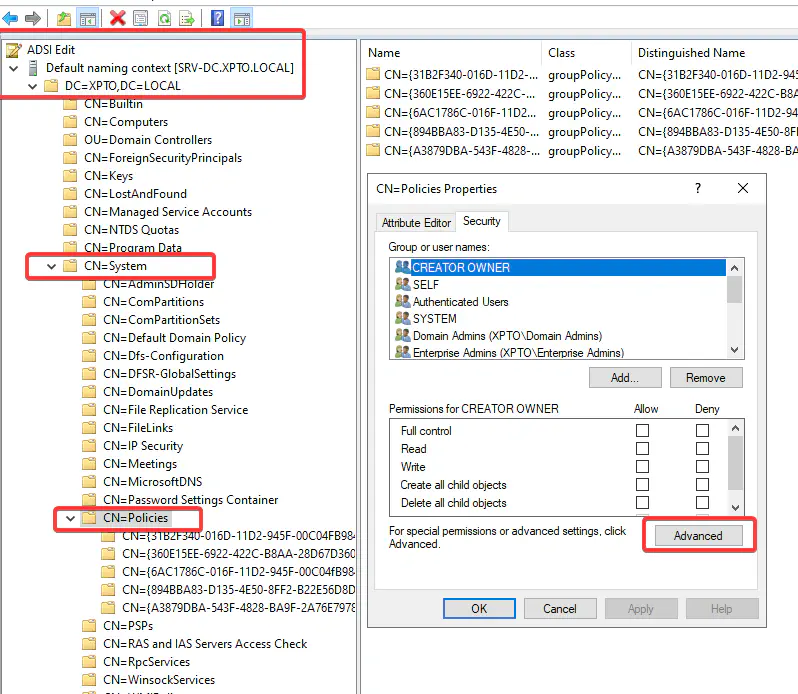 ADSI Edit
Default naming context [SRV-DC.XPTO.LOCAL]
DC=XPTO,DC=LOCAL
CN=Builtin
CN=Computers
OU=Domain Controllers
CN=ForeignSecurityPrincipals
CN=Keys
CN=LostAndFound
CN=Managed Service Accounts
CN=NTDS Quotas
CN=Program Data
CN=System
CN=AdminSDHolder
CN=ComPartitions
CN=ComPartitionSets
CN=Default Domain Policy
CN=Dfs-Configuration
CN=DFSR-GlobalSettings
CN=DomainUpdates
CN=File Replication Service
CN=FileLinks
CN=IP Security
CN=Meetings
CN=MicrosoftDNS
CN=Password Settings Container
CN=Policies
CN={31B2F340-016D-11D2-945F-00C04FB984
CN={360E15EE-6922-422C-B8AA-28D67D360
CN={6AC1786C-016F-11D2-945F-00C04fB984
CN={894BBA83-D135-4E50-8FF2-B22E56D8D
CN={A3879DBA-543F-4828-BA9F-2A76E7978
CN=PSPs
CN=RAS and IAS Servers Access Check
CN=RpcServices
CN=WinsockServices
Name Class Distinguished Name
CN={31B2F340-016D-11D2-... groupPolicy... CN={31B2F340-016D-11D2-945
CN={360E15EE-6922-422C-... groupPolicy... CN={360E15EE-6922-422C-B8A
CN={6AC1786C-016F-11D2-... groupPolicy... CN={6AC1786C-016F-11D2-945
CN={894BBA83-D135-4E50-... groupPolicy... CN={894BBA83-D135-4E50-8FF
CN={A3879DBA-543F-4828-... groupPolicy... CN={A3879DBA-543F-4828-BA
CN=Policies Properties ?
Attribute Editor Security
Group or user names:
CREATOR OWNER
SELF
Authenticated Users
SYSTEM
Domain Admins (XPTO\Domain Admins)
Enterprise Admins (XPTO\Enterprise Admins)
Add... Remove
Permissions for CREATOR OWNER Allow Deny
Full control
Read
Write
Create all child objects
Delete all child objects
For special permissions or advanced settings, click
Advanced.
Advanced
OK Cancel Apply Help